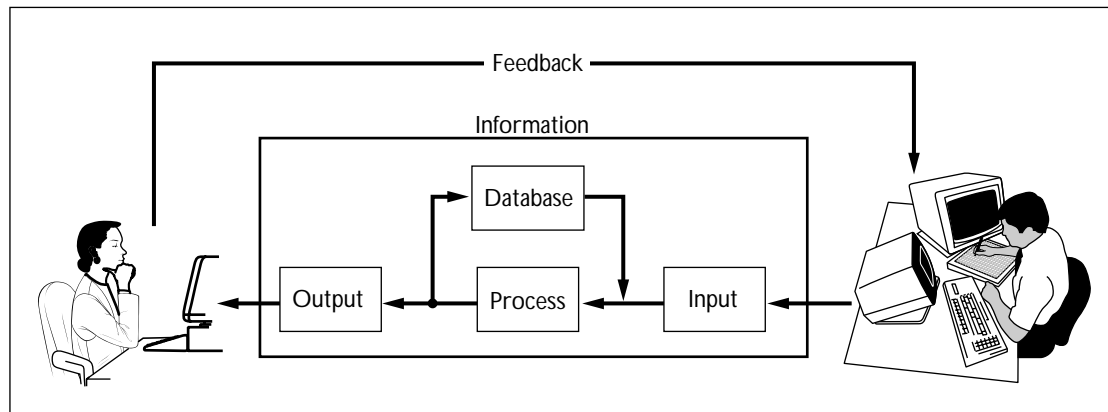 Feedback
Information
Database
Output
Process
Input